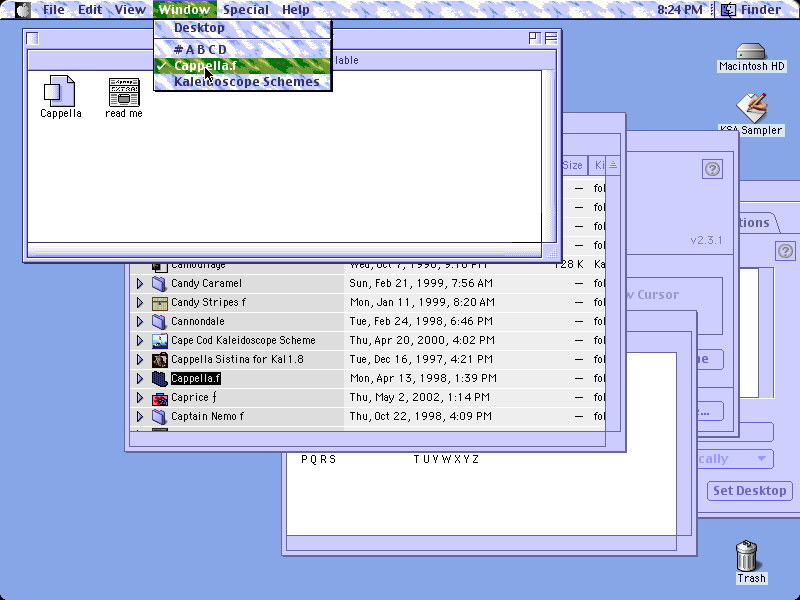 File Edit View Window Special Help 8:24 PM Finder
Desktop
#ABCD
Cappella.f
Kaleidoscope Schemes
lable
Cappella
read me
Macintosh HD
KSA Sampler
Size Ki
— fol
— fol
— fol
— fol
v2.3.1
tions
Camouflage Wed, Oct 7, 1998, 9:10 PM 128 K Ka
Candy Caramel Sun, Feb 21, 1999, 7:56 AM — fol
Candy Stripes f Mon, Jan 11, 1999, 8:20 AM — fol
Cannondale Tue, Feb 24, 1998, 6:46 PM — fol
Cape Cod Kaleidoscope Scheme Thu, Apr 20, 2000, 4:02 PM — fol
Cappella Sistina for Kal1.8 Tue, Dec 16, 1997, 4:21 PM — fol
Cappella.f Mon, Apr 13, 1998, 1:39 PM — fol
Caprice ƒ Thu, May 2, 2002, 1:14 PM — fol
Captain Nemo f Thu, Oct 22, 1998, 4:09 PM — fol
w Cursor
ne
e...
cally
Set Desktop
PQRS TUVWXYZ
Trash